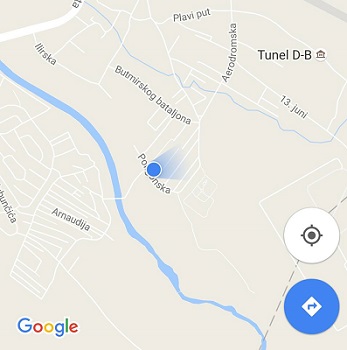 Plavi put
Ilirska
Tunel D-B
Aerodromska
Butmirskog bataljona
13. juni
Arnaudija
Google